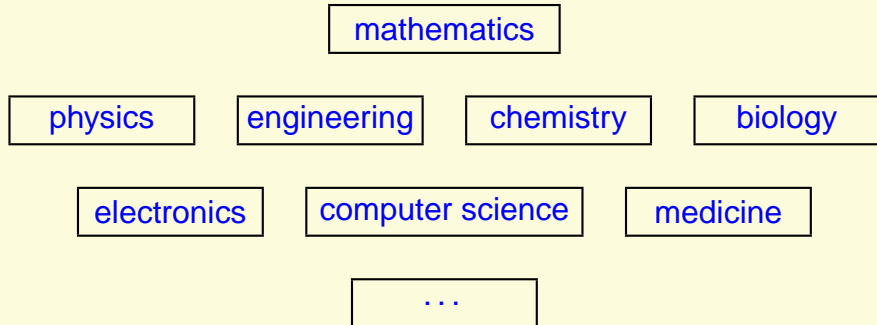 mathematics
physics engineering chemistry biology
electronics computer science medicine
...